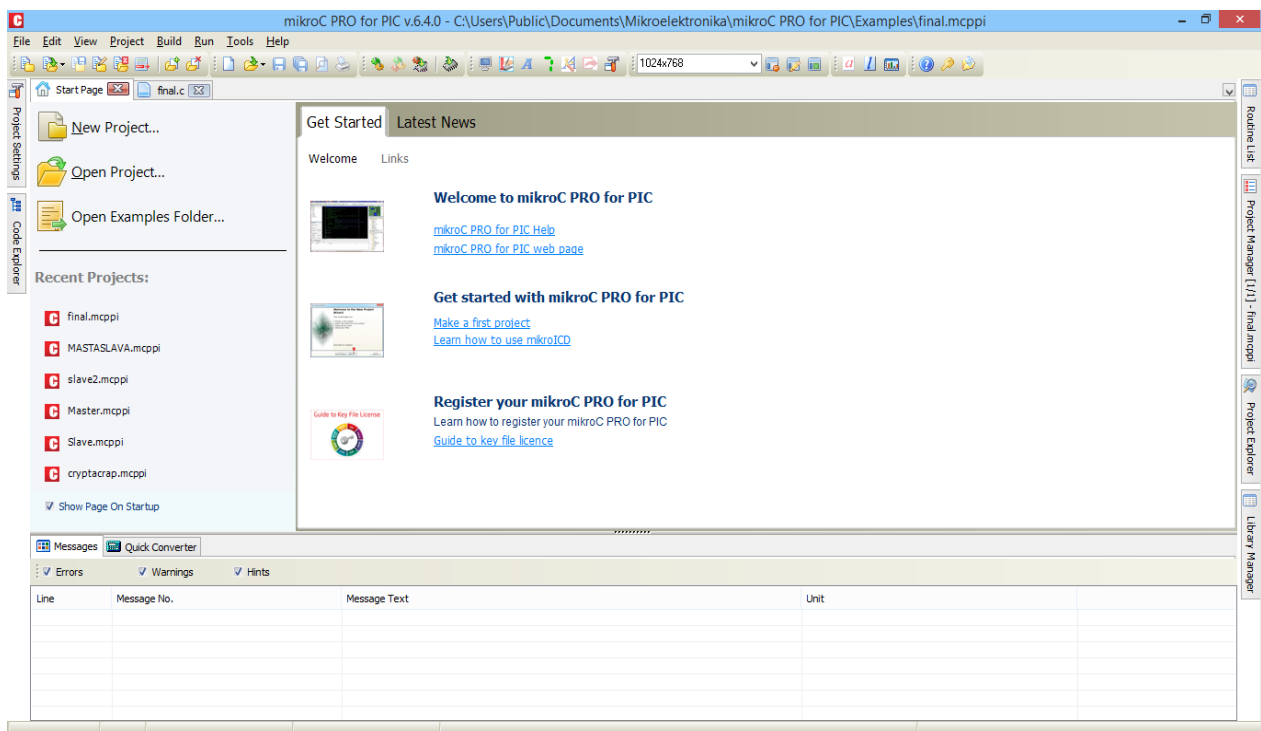 mikroC PRO for PIC v.6.4.0 - C:\Users\Public\Documents\Mikroelektronika\mikroC PRO for PIC\Examples\final.mcppi
File Edit View Project Build Run Tools Help
1024x768
Start Page final.c
Project Settings
Code Explorer
New Project...
Open Project...
Open Examples Folder...
Recent Projects:
final.mcppi
MASTASLAVA.mcppi
slave2.mcppi
Master.mcppi
Slave.mcppi
cryptacrap.mcppi
Show Page On Startup
Get Started Latest News
Welcome Links
Welcome to mikroC PRO for PIC
mikroC PRO for PIC Help
mikroC PRO for PIC web page
Get started with mikroC PRO for PIC
Make a first project
Learn how to use mikroICD
Guide to Key File License
Register your mikroC PRO for PIC
Learn how to register your mikroC PRO for PIC
Guide to key file licence
Routine List
Project Manager [1/1] - final.mcppi
Project Explorer
Library Manager
Messages Quick Converter
Errors Warnings Hints
Line Message No. Message Text Unit